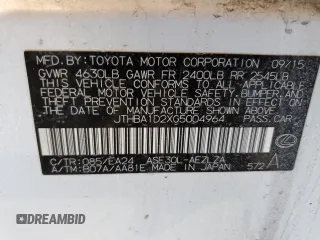 MFD.BY:TOYOTA MOTOR CORPORATION 09/15
GVWR 4630LB GAWR FR 2400LB RR 2545LB
THIS VEHICLE CONFORMS TO ALL APPLICABLE
FEDERAL MOTOR VEHICLE SAFETY, BUMPER, AND
THEFT PREVENTION STANDARDS IN EFFECT ON
THE DATE OF MANUFACTURE SHOWN ABOVE.
JTHBA1D2XG5004964 PASS.CAR
C/TR:085/EA24 ASE30L-AEZLZA
A/TM:B07A/AA81E MADE IN JAPAN 572 A
DID.BIDCARS